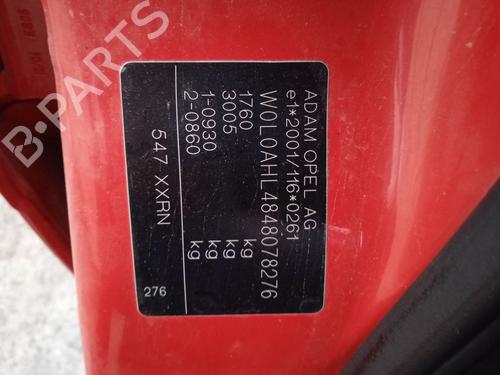 ADAM OPEL AG
e1*2001/116*0261
W0L0AHL4848078276
1760 kg
3005 kg
1-0930 kg
2-0860 kg
547 XXRN
276
B-PARTS